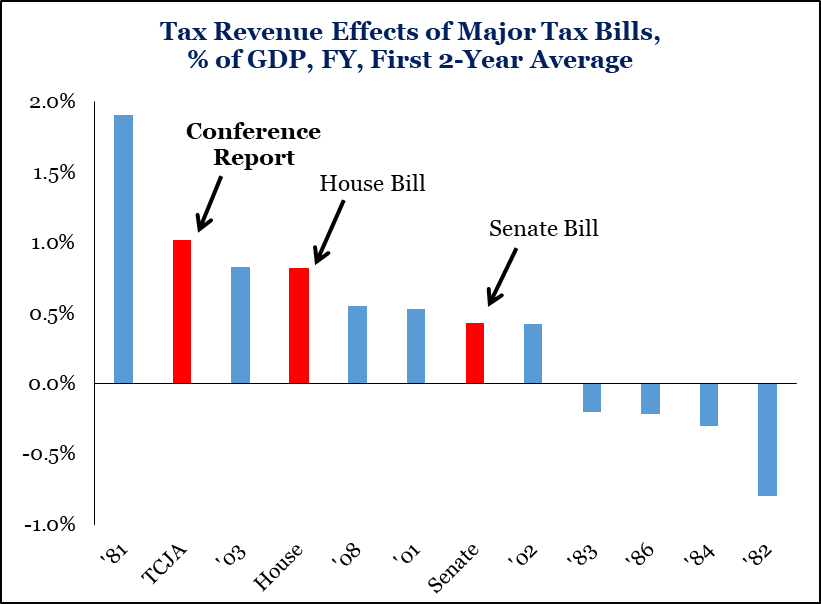 Tax Revenue Effects of Major Tax Bills,
% of GDP, FY, First 2-Year Average
2.0%
1.5%
1.0%
0.5%
0.0%
-0.5%
-1.0%
Conference
Report
House Bill
Senate Bill
'81
TCJA
'03
House
'08
'01
Senate
'02
'83
'86
'84
'82